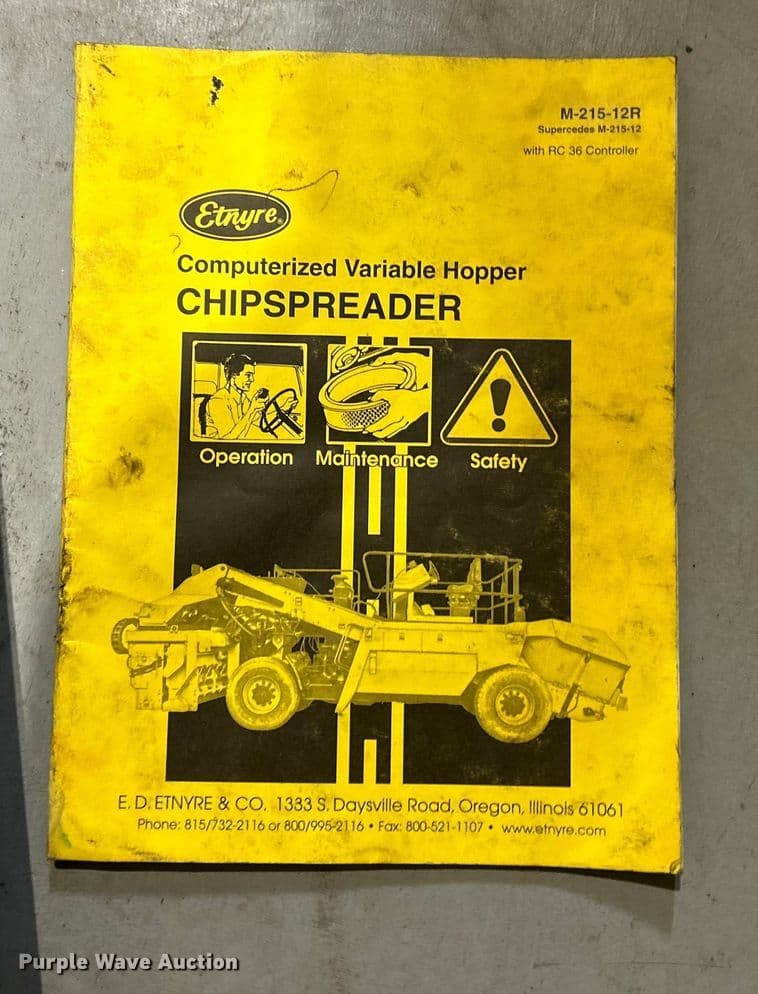 M-215-12R
Supercedes M-215-12
with RC 36 Controller
Etnyre®
Computerized Variable Hopper
CHIPSPREADER
Operation Maintenance Safety
E. D. ETNYRE & CO. 1333 S. Daysville Road, Oregon, Illinois 61061
Phone: 815/732-2116 or 800/995-2116 • Fax: 800-521-1107 • www.etnyre.com
Purple Wave Auction